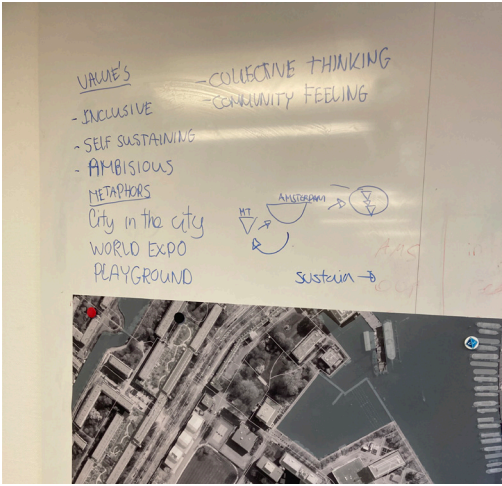 VALUE'S
- INCLUSIVE
- SELF SUSTAINING
- AMBISIOUS
- COLLECTIVE THINKING
- COMMUNITY FEELING
METAPHORS
City in the city
WORLD EXPO
PLAYGROUND
AMSTERDAM
MT
sustain